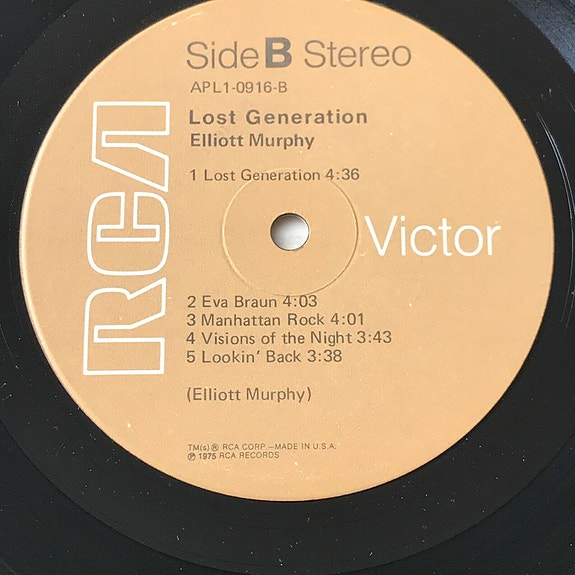 Side B Stereo
APL1-0916-B
Lost Generation
Elliott Murphy
1 Lost Generation 4:36
RCA
Victor
2 Eva Braun 4:03
3 Manhattan Rock 4:01
4 Visions of the Night 3:43
5 Lookin' Back 3:38
(Elliott Murphy)
TM(s) ® RCA CORP.—MADE IN U.S.A.
℗ 1975 RCA RECORDS